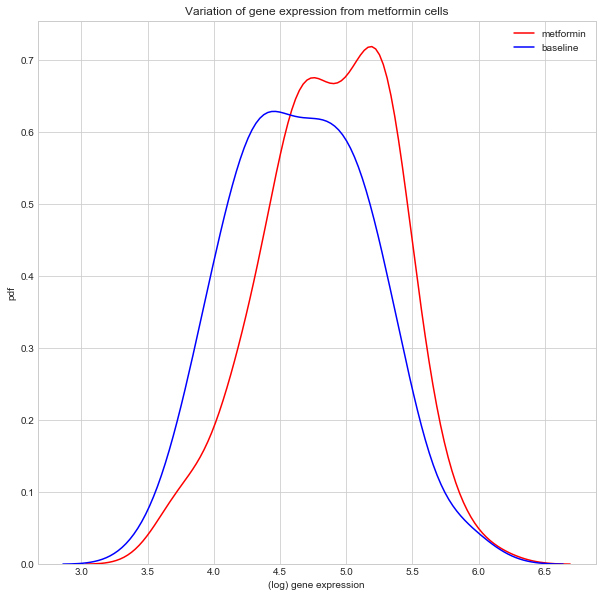 Variation of gene expression from metformin cells
metformin
baseline
0.7
0.6
0.5
0.4
0.3
0.2
0.1
0.0
pdf
3.0 3.5 4.0 4.5 5.0 5.5 6.0 6.5
(log) gene expression